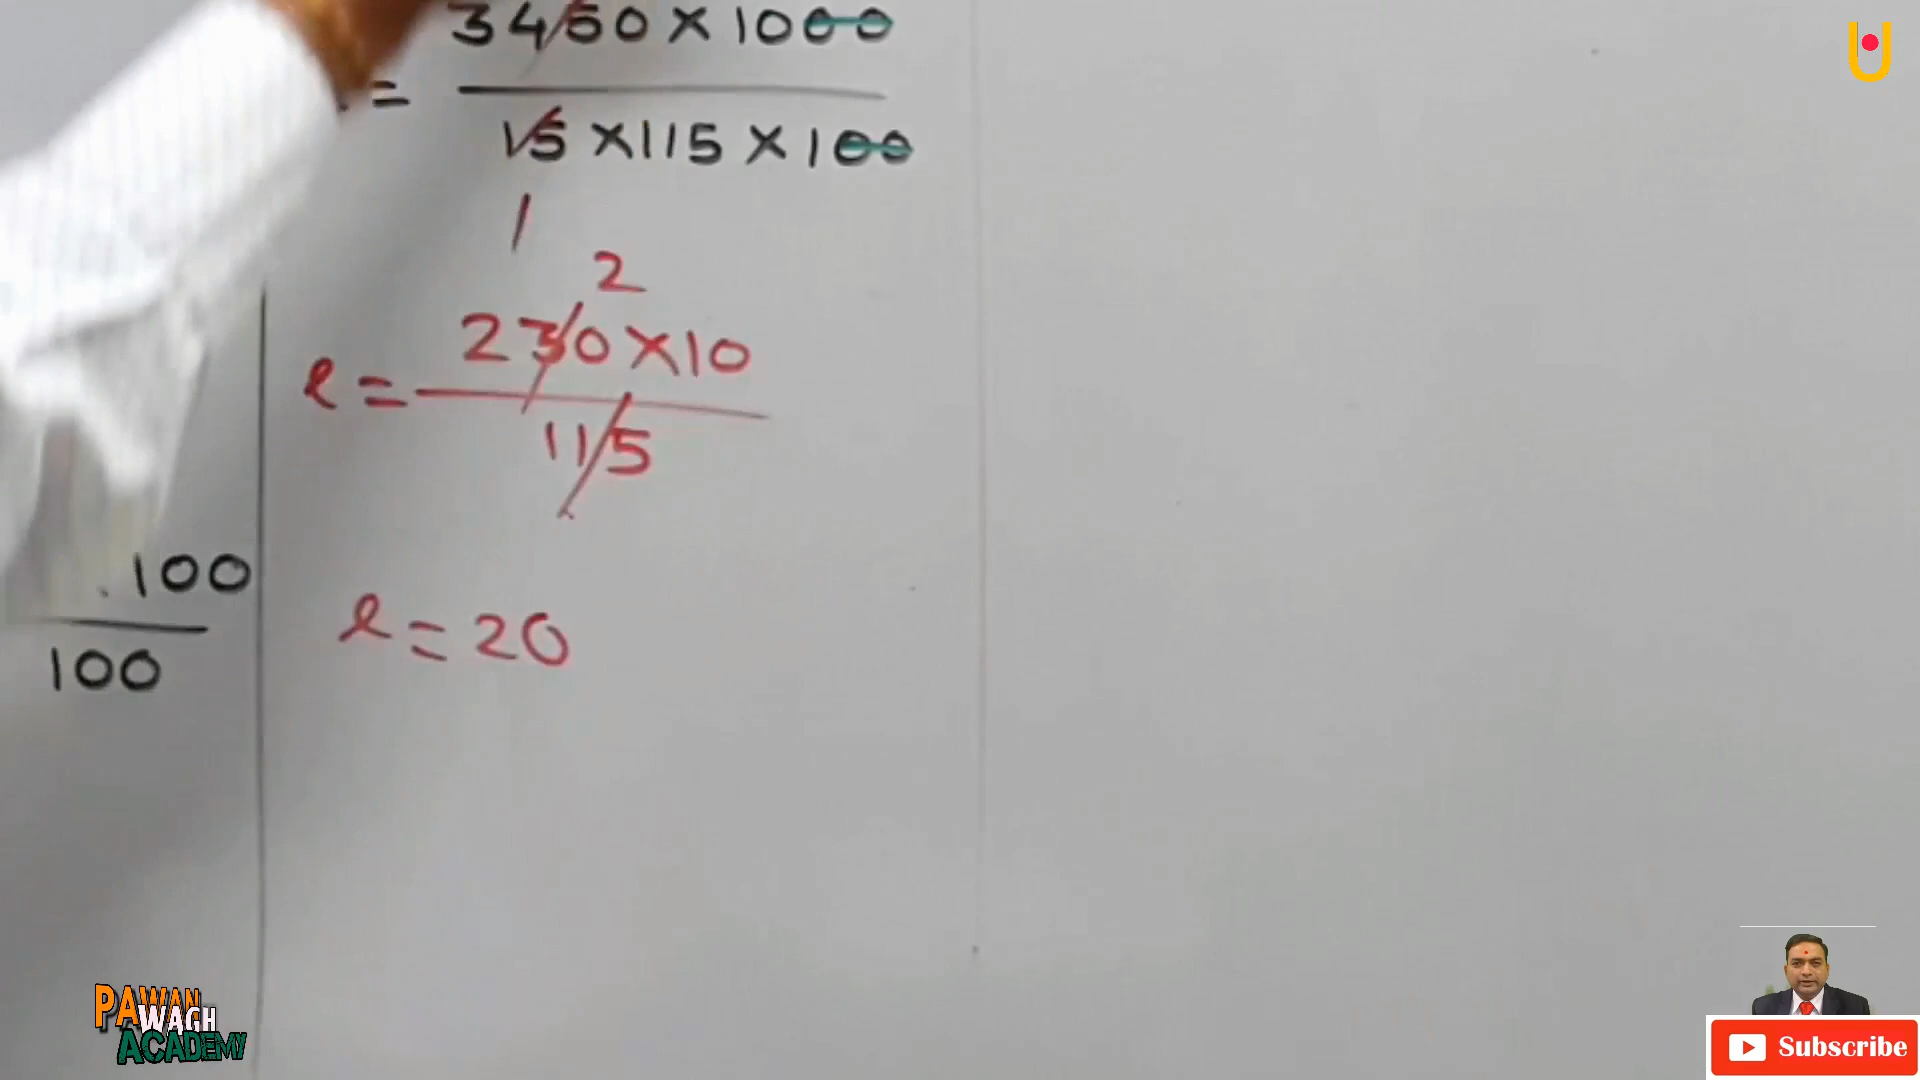 3450 × 1000
=
15 × 115 × 100
1
2
230 × 10
l =
115
100
100
l = 20
PAWAN
WAGH
ACADEMY
Subscribe